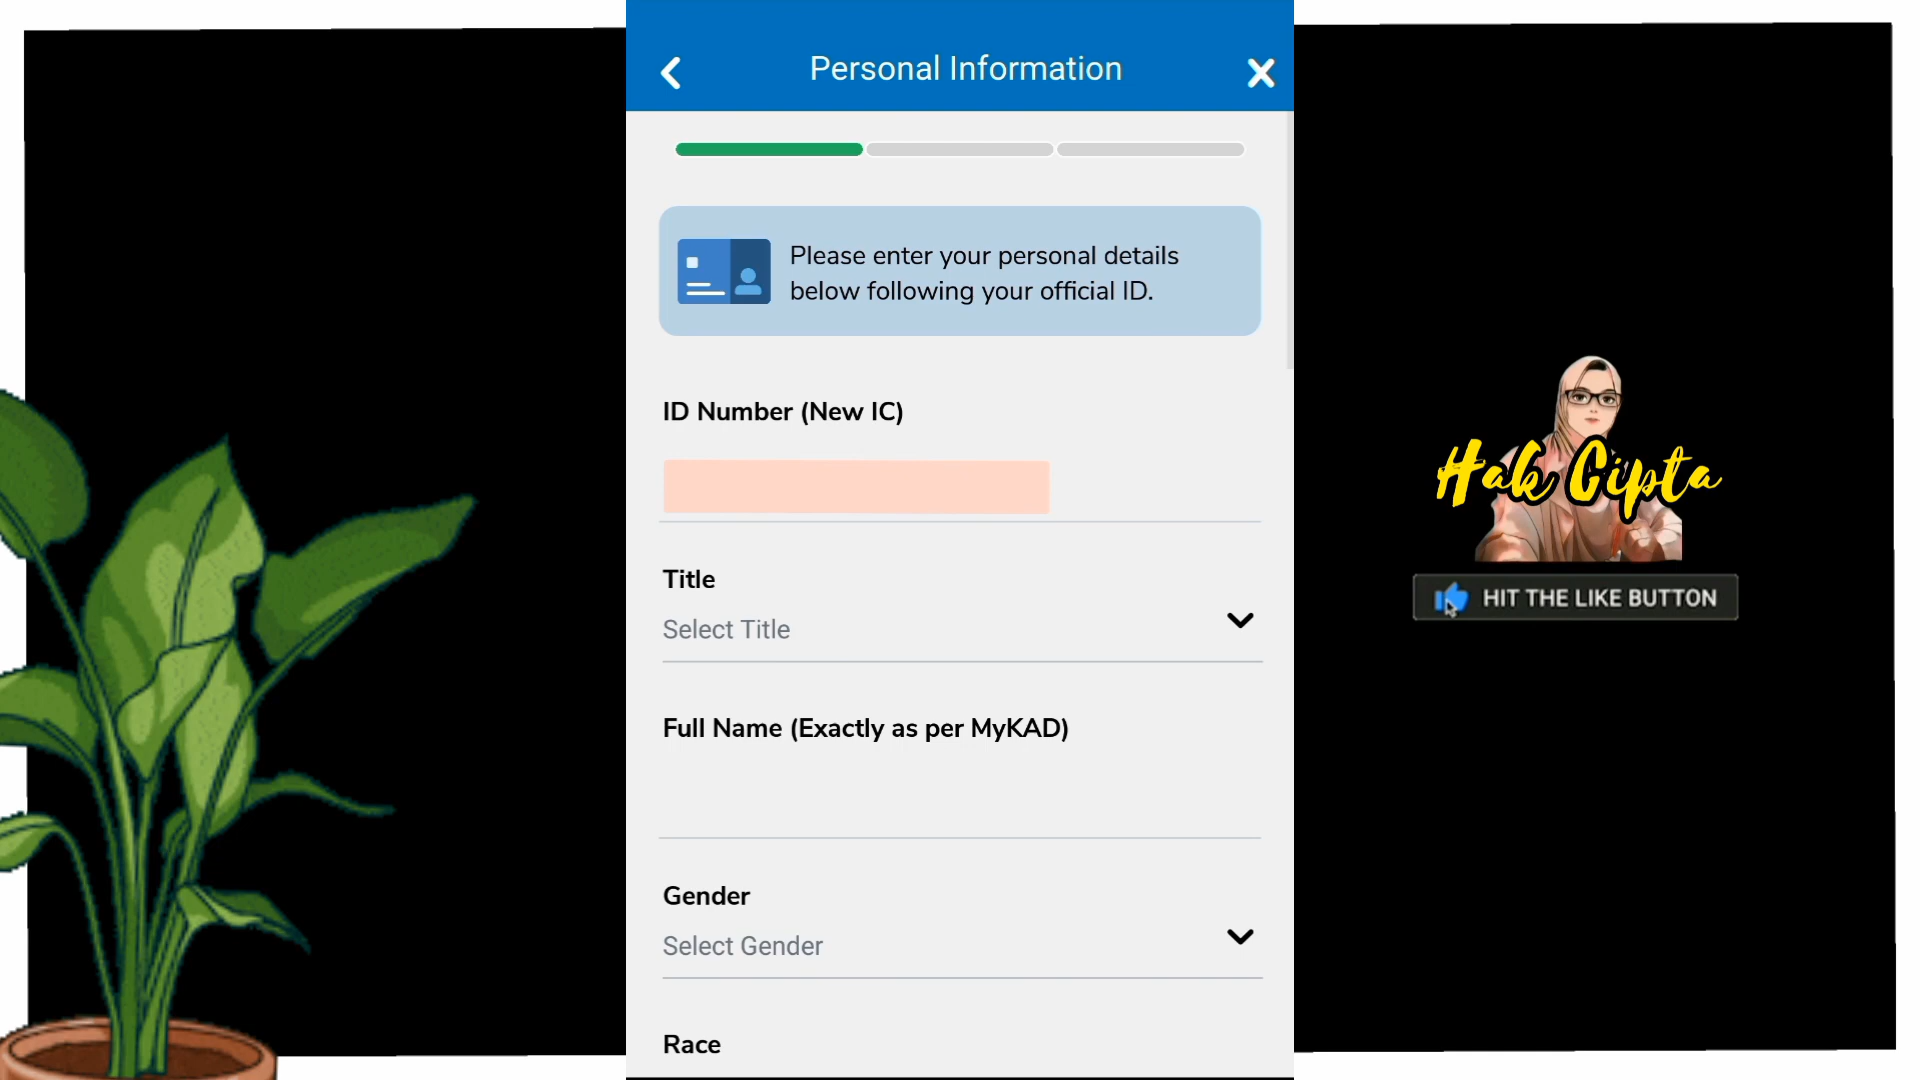 Personal Information
Please enter your personal details
below following your official ID.
ID Number (New IC)
Title
Select Title
Full Name (Exactly as per MyKAD)
Gender
Select Gender
Race
Hak Cipta
HIT THE LIKE BUTTON